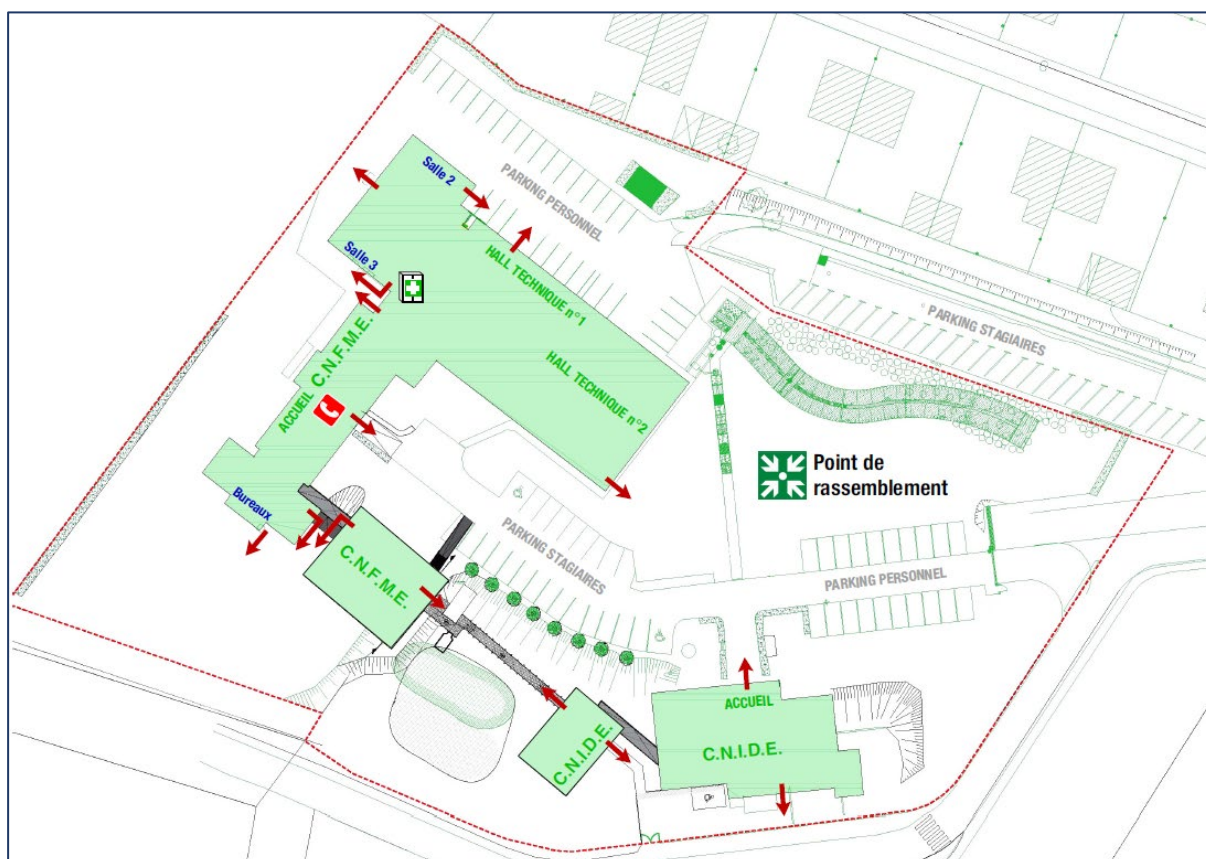 Salle 2
PARKING PERSONNEL
Salle 3
HALL TECHNIQUE n°1
PARKING STAGIAIRES
C.N.F.M.E.
HALL TECHNIQUE n°2
ACCUEIL
Point de
rassemblement
Bureaux
PARKING STAGIAIRES
C.N.F.M.E.
PARKING PERSONNEL
ACCUEIL
C.N.I.D.E.
C.N.I.D.E.